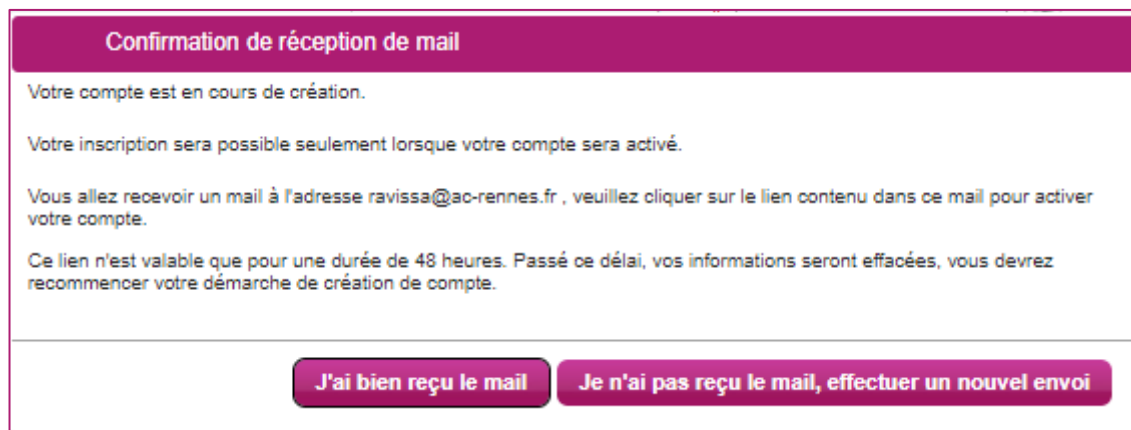 Confirmation de réception de mail
Votre compte est en cours de création.
Votre inscription sera possible seulement lorsque votre compte sera activé.
Vous allez recevoir un mail à l'adresse ravissa@ac-rennes.fr , veuillez cliquer sur le lien contenu dans ce mail pour activer
votre compte.
Ce lien n'est valable que pour une durée de 48 heures. Passé ce délai, vos informations seront effacées, vous devrez
recommencer votre démarche de création de compte.
J'ai bien reçu le mail Je n'ai pas reçu le mail, effectuer un nouvel envoi